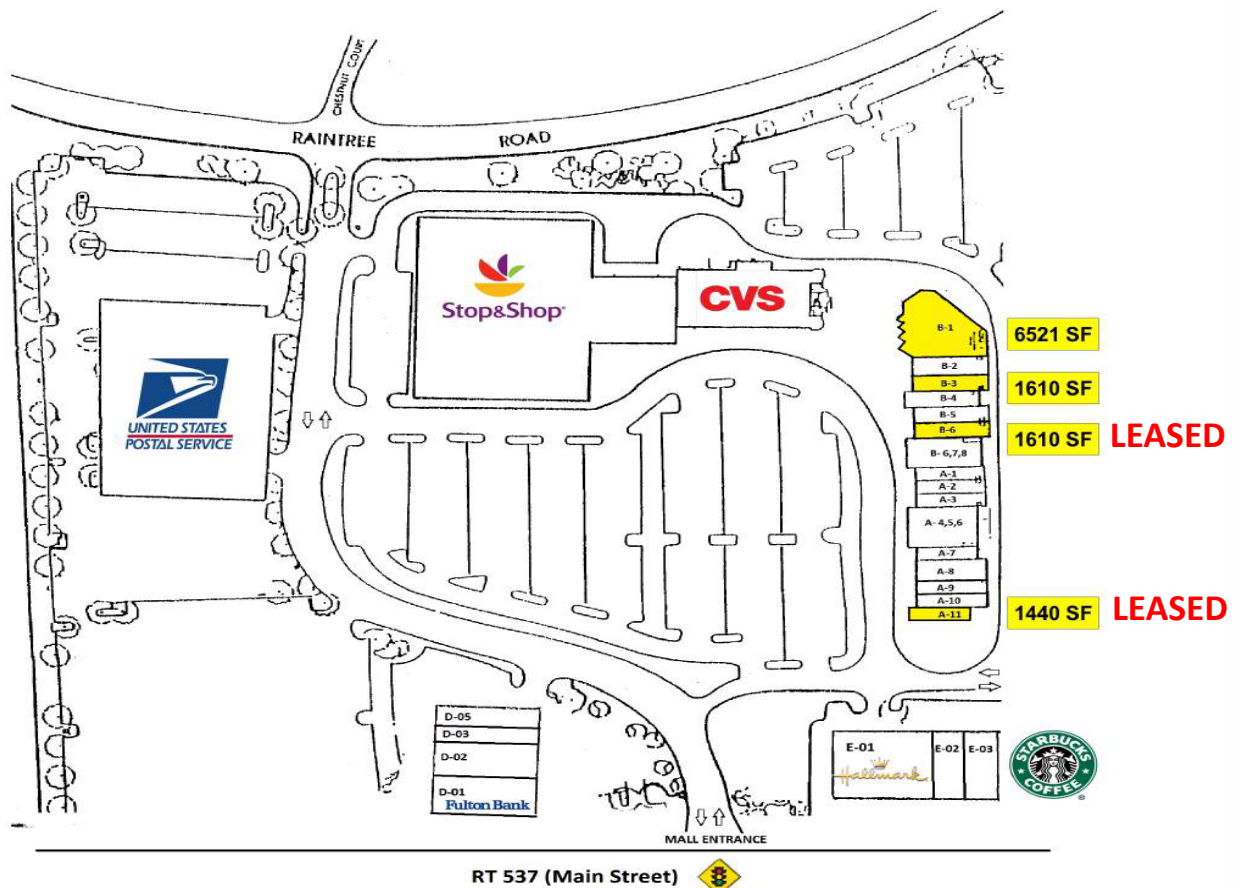 CHESTNUT COURT
RAINTREE ROAD
Stop&Shop®
CVS
UNITED STATES
POSTAL SERVICE
B-1
6521 SF
B-2
B-3
1610 SF
B-4
B-5
B-6
1610 SF LEASED
B- 6,7,8
A-1
A-2
A-3
A- 4,5,6
A-7
A-8
A-9
A-10
A-11
1440 SF LEASED
D-05
D-03
D-02
D-01
Fulton Bank
E-01
Hallmark
E-02
E-03
STARBUCKS
COFFEE
®
MALL ENTRANCE
RT 537 (Main Street)